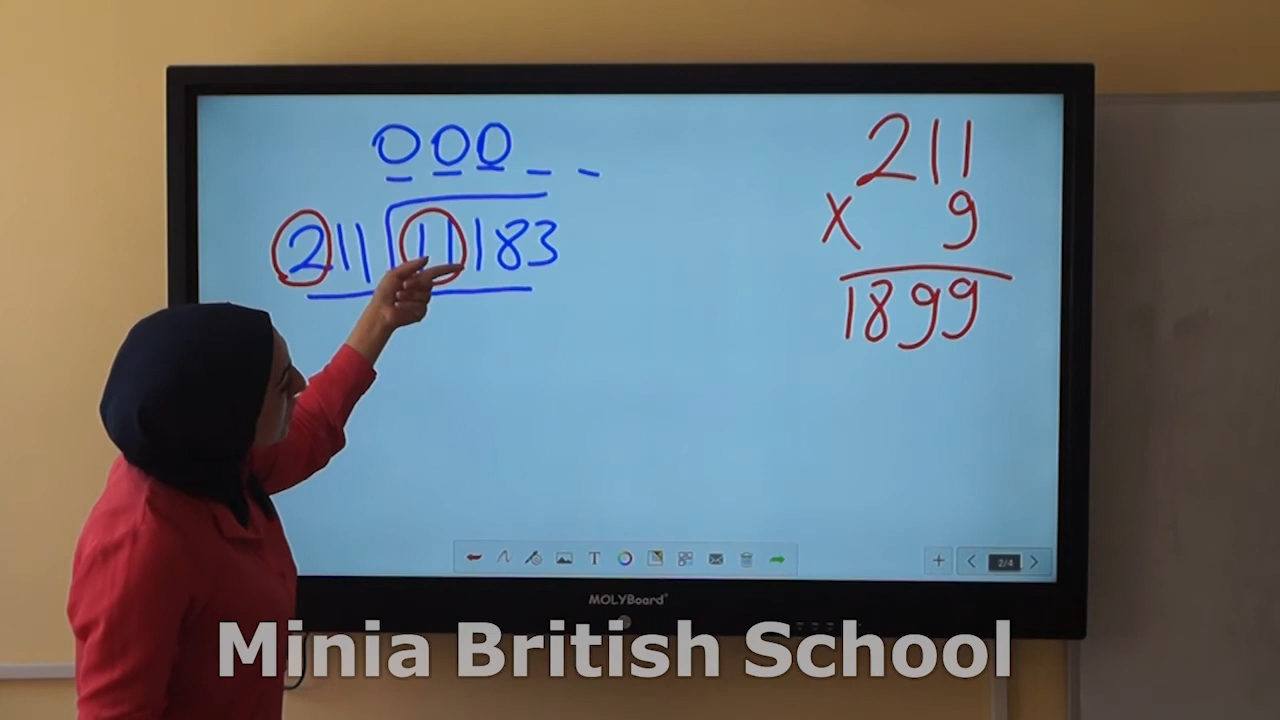 000
211 11183
211
x 9
1899
T
2/4
MOLYBoard
Minia British School